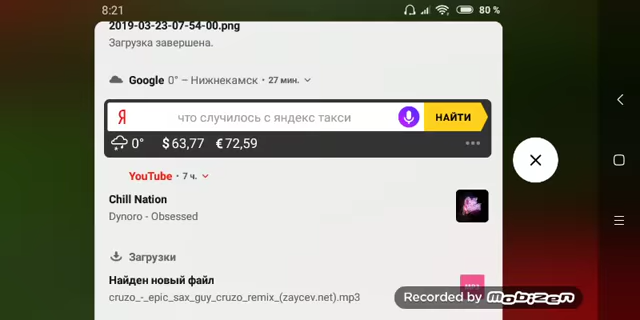 8:21
80 %
2019-03-23-07-54-00.png
Загрузка завершена.
Google 0° – Нижнекамск • 27 мин.
Я что случилось с яндекс такси НАЙТИ
0° $ 63,77 € 72,59
YouTube • 7 ч.
Chill Nation
Dynoro - Obsessed
Загрузки
Найден новый файл
cruzo_-_epic_sax_guy_cruzo_remix_(zaycev.net).mp3
MP3
Recorded by Mobizen